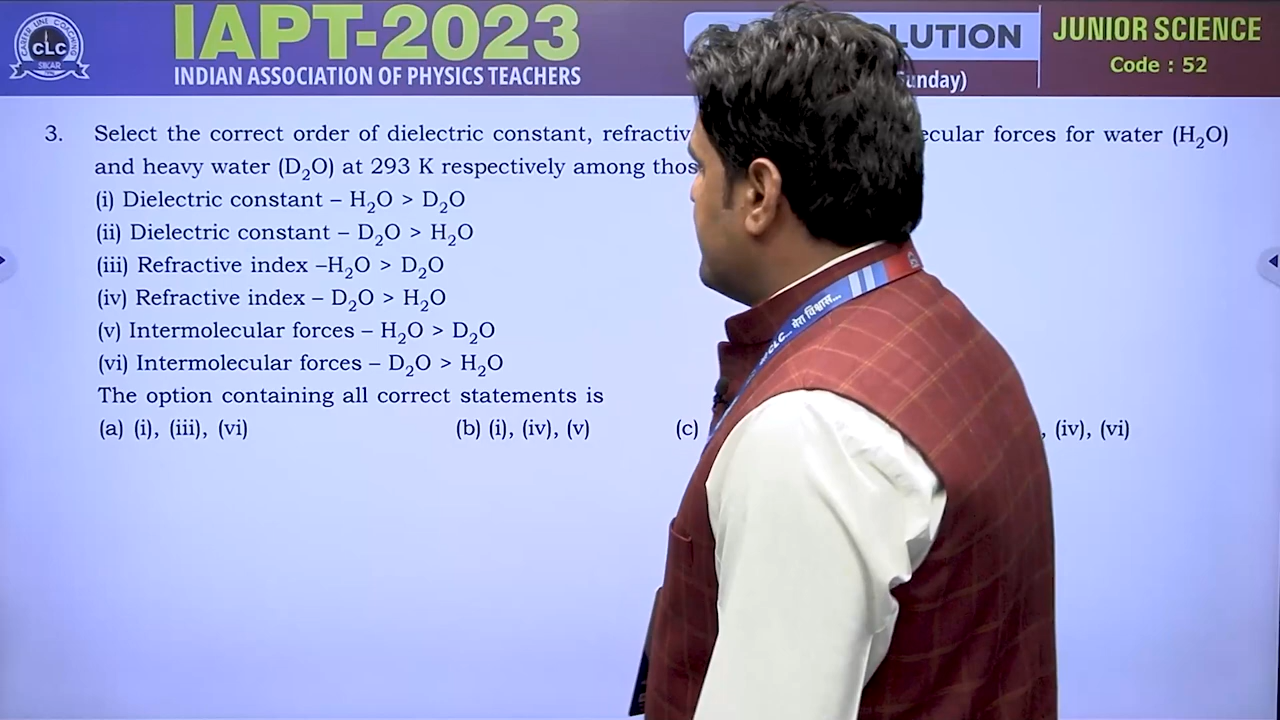 CAREER LINE COACHING
CLC
SIKAR
IAPT-2023
INDIAN ASSOCIATION OF PHYSICS TEACHERS
LUTION
unday)
JUNIOR SCIENCE
Code : 52
3. Select the correct order of dielectric constant, refractiv ecular forces for water (H₂O)
and heavy water (D₂O) at 293 K respectively among thos
(i) Dielectric constant – H₂O > D₂O
(ii) Dielectric constant – D₂O > H₂O
(iii) Refractive index –H₂O > D₂O
(iv) Refractive index – D₂O > H₂O
(v) Intermolecular forces – H₂O > D₂O
(vi) Intermolecular forces – D₂O > H₂O
The option containing all correct statements is
(a) (i), (iii), (vi) (b) (i), (iv), (v) (c) , (iv), (vi)
CLC... मेरा विश्वास...